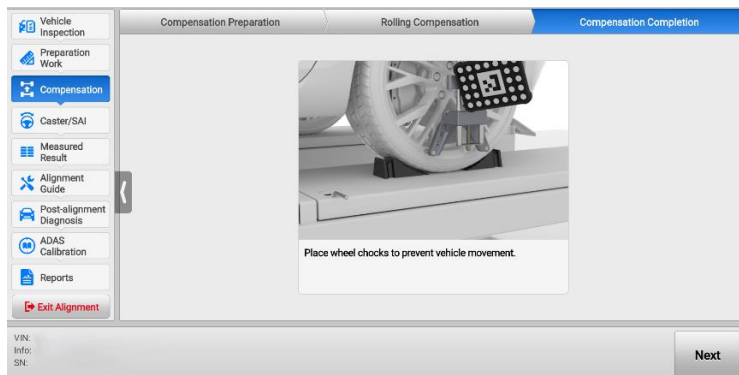 Vehicle
Inspection
Preparation
Work
Compensation
Caster/SAI
Measured
Result
Alignment
Guide
Post-alignment
Diagnosis
ADAS
Calibration
Reports
Exit Alignment
Compensation Preparation
Rolling Compensation
Compensation Completion
Place wheel chocks to prevent vehicle movement.
VIN:
Info:
SN:
Next